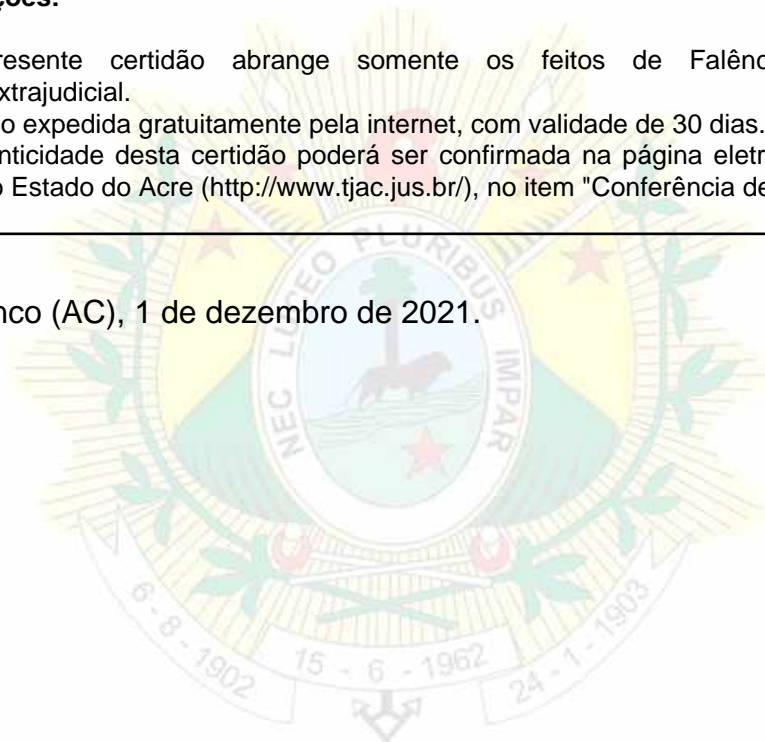 ções:
resente certidão abrange somente os feitos de Falênc
xtrajudicial.
o expedida gratuitamente pela internet, com validade de 30 dias.
nticidade desta certidão poderá ser confirmada na página eletr
o Estado do Acre (http://www.tjac.jus.br/), no item "Conferência de
nco (AC), 1 de dezembro de 2021.
NEC LUCEO PLURIBUS IMPAR
6 - 8 - 1902
15 - 6 - 1962
24 - 1 - 1903